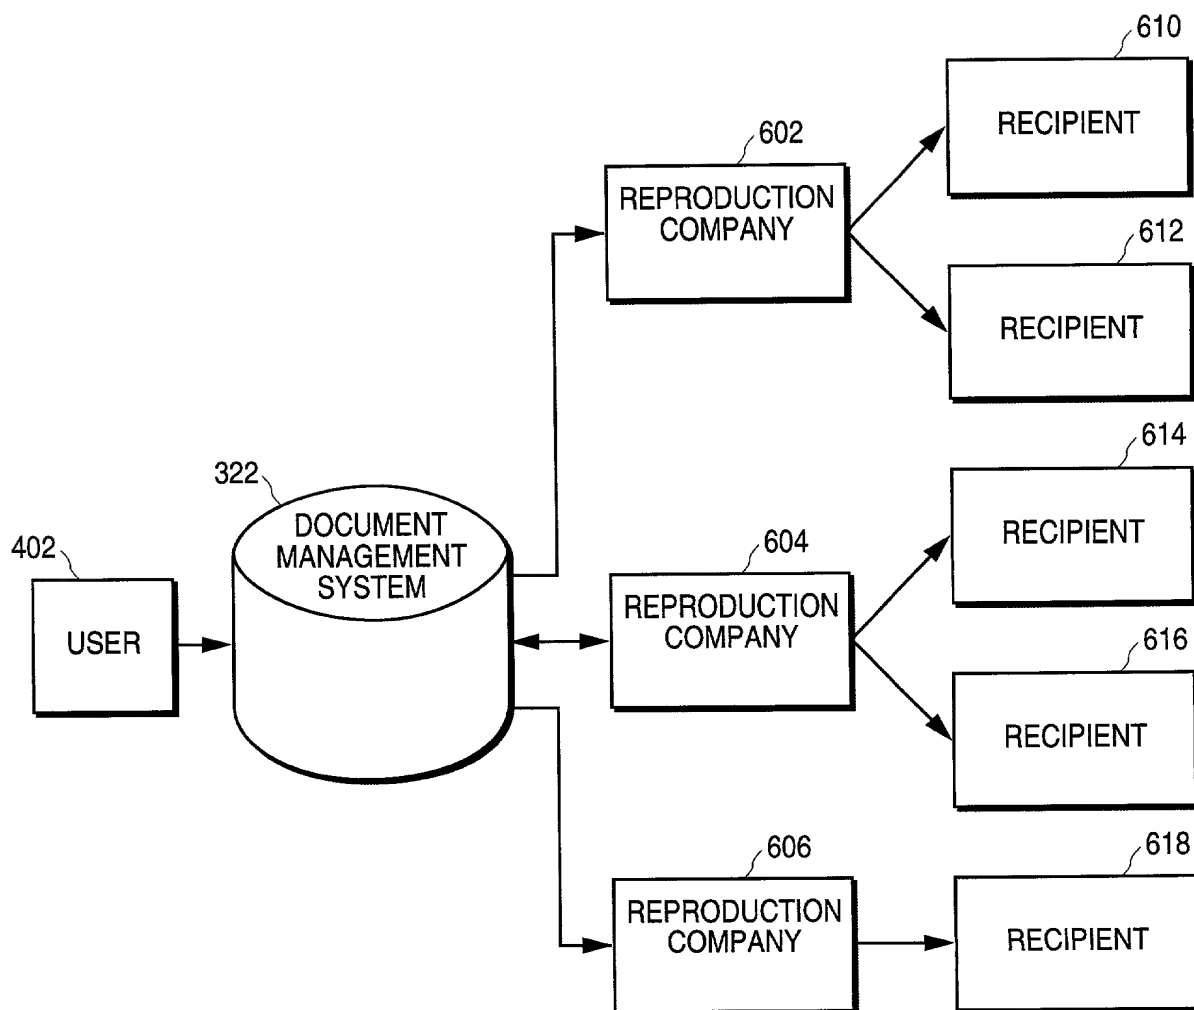 610
RECIPIENT
602
REPRODUCTION
COMPANY
612
RECIPIENT
614
RECIPIENT
322
DOCUMENT
MANAGEMENT
SYSTEM
402
USER
604
REPRODUCTION
COMPANY
616
RECIPIENT
606
REPRODUCTION
COMPANY
618
RECIPIENT